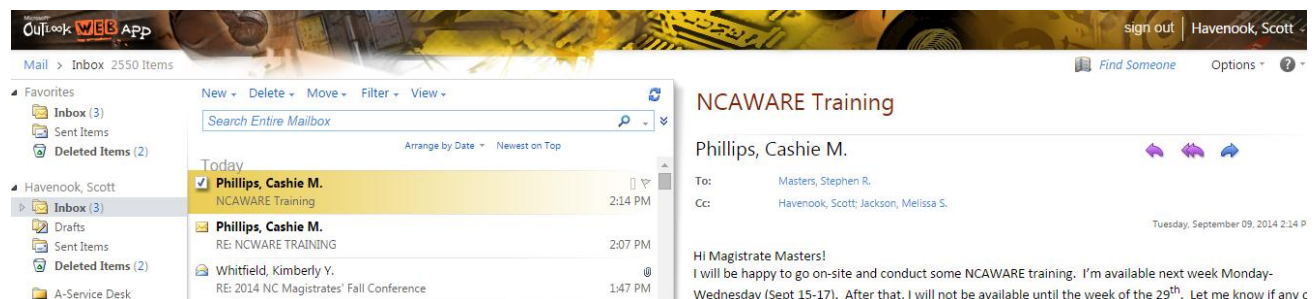 Microsoft
OuTLook WEB APP
sign out | Havenook, Scott
Mail > Inbox 2550 Items
Find Someone Options
Favorites
Inbox (3)
Sent Items
Deleted Items (2)
Havenook, Scott
Inbox (3)
Drafts
Sent Items
Deleted Items (2)
A-Service Desk
New Delete Move Filter View
Search Entire Mailbox
Arrange by Date Newest on Top
Today
Phillips, Cashie M.
NCAWARE Training 2:14 PM
Phillips, Cashie M.
RE: NCWARE TRAINING 2:07 PM
Whitfield, Kimberly Y.
RE: 2014 NC Magistrates' Fall Conference 1:47 PM
NCAWARE Training
Phillips, Cashie M.
To: Masters, Stephen R.
Cc: Havenook, Scott; Jackson, Melissa S.
Tuesday, September 09, 2014 2:14 P
Hi Magistrate Masters!
I will be happy to go on-site and conduct some NCAWARE training. I'm available next week Monday-
Wednesday (Sept 15-17). After that, I will not be available until the week of the 29th. Let me know if any